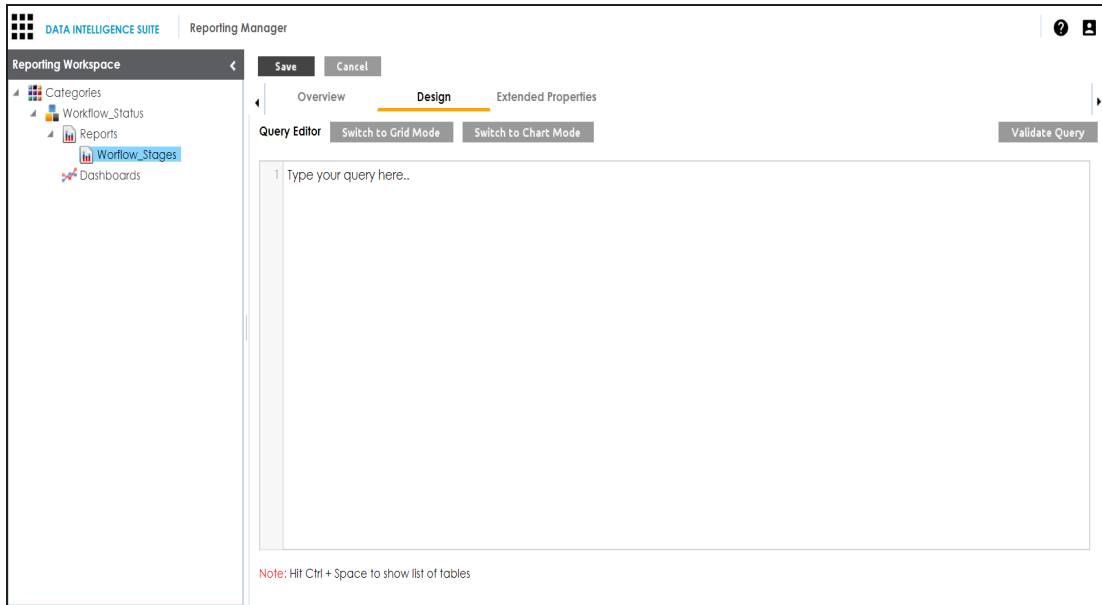 DATA INTELLIGENCE SUITE Reporting Manager
Reporting Workspace
Categories
Workflow_Status
Reports
Worflow_Stages
Dashboards
Save Cancel
Overview Design Extended Properties
Query Editor Switch to Grid Mode Switch to Chart Mode Validate Query
1 Type your query here..
Note: Hit Ctrl + Space to show list of tables